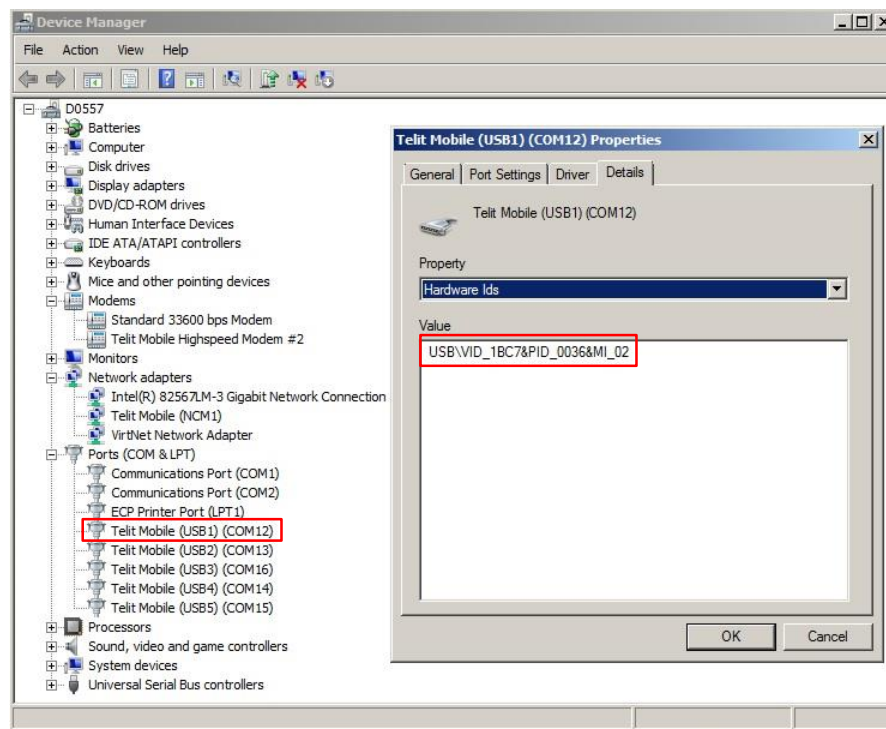 Device Manager
File Action View Help
D0557
Batteries
Computer
Disk drives
Display adapters
DVD/CD-ROM drives
Human Interface Devices
IDE ATA/ATAPI controllers
Keyboards
Mice and other pointing devices
Modems
Standard 33600 bps Modem
Telit Mobile Highspeed Modem #2
Monitors
Network adapters
Intel(R) 82567LM-3 Gigabit Network Connection
Telit Mobile (NCM1)
VirtNet Network Adapter
Ports (COM & LPT)
Communications Port (COM1)
Communications Port (COM2)
ECP Printer Port (LPT1)
Telit Mobile (USB1) (COM12)
Telit Mobile (USB2) (COM13)
Telit Mobile (USB3) (COM16)
Telit Mobile (USB4) (COM14)
Telit Mobile (USB5) (COM15)
Processors
Sound, video and game controllers
System devices
Universal Serial Bus controllers
Telit Mobile (USB1) (COM12) Properties
General Port Settings Driver Details
Telit Mobile (USB1) (COM12)
Property
Hardware Ids
Value
USB\VID_1BC7&PID_0036&MI_02
OK Cancel